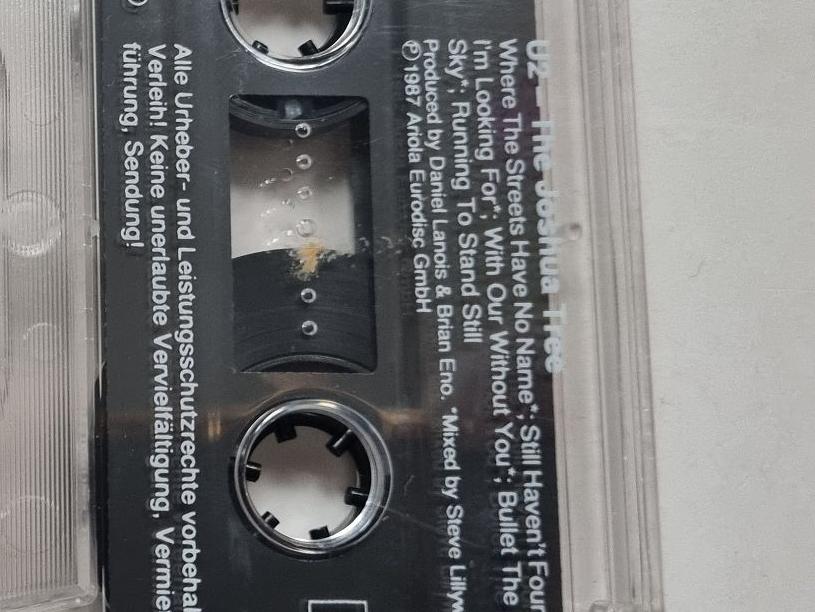 U2 - The Joshua Tree
Where The Streets Have No Name*; Still Haven't Four
I'm Looking For*; With Our Without You*; Bullet The
Sky*; Running To Stand Still
Produced by Daniel Lanois & Brian Eno. *Mixed by Steve Lillyw
Ⓟ 1987 Ariola Eurodisc GmbH
Alle Urheber- und Leistungsschutzrechte vorbehal
Verleih! Keine unerlaubte Vervielfältigung, Vermie
führung, Sendung!